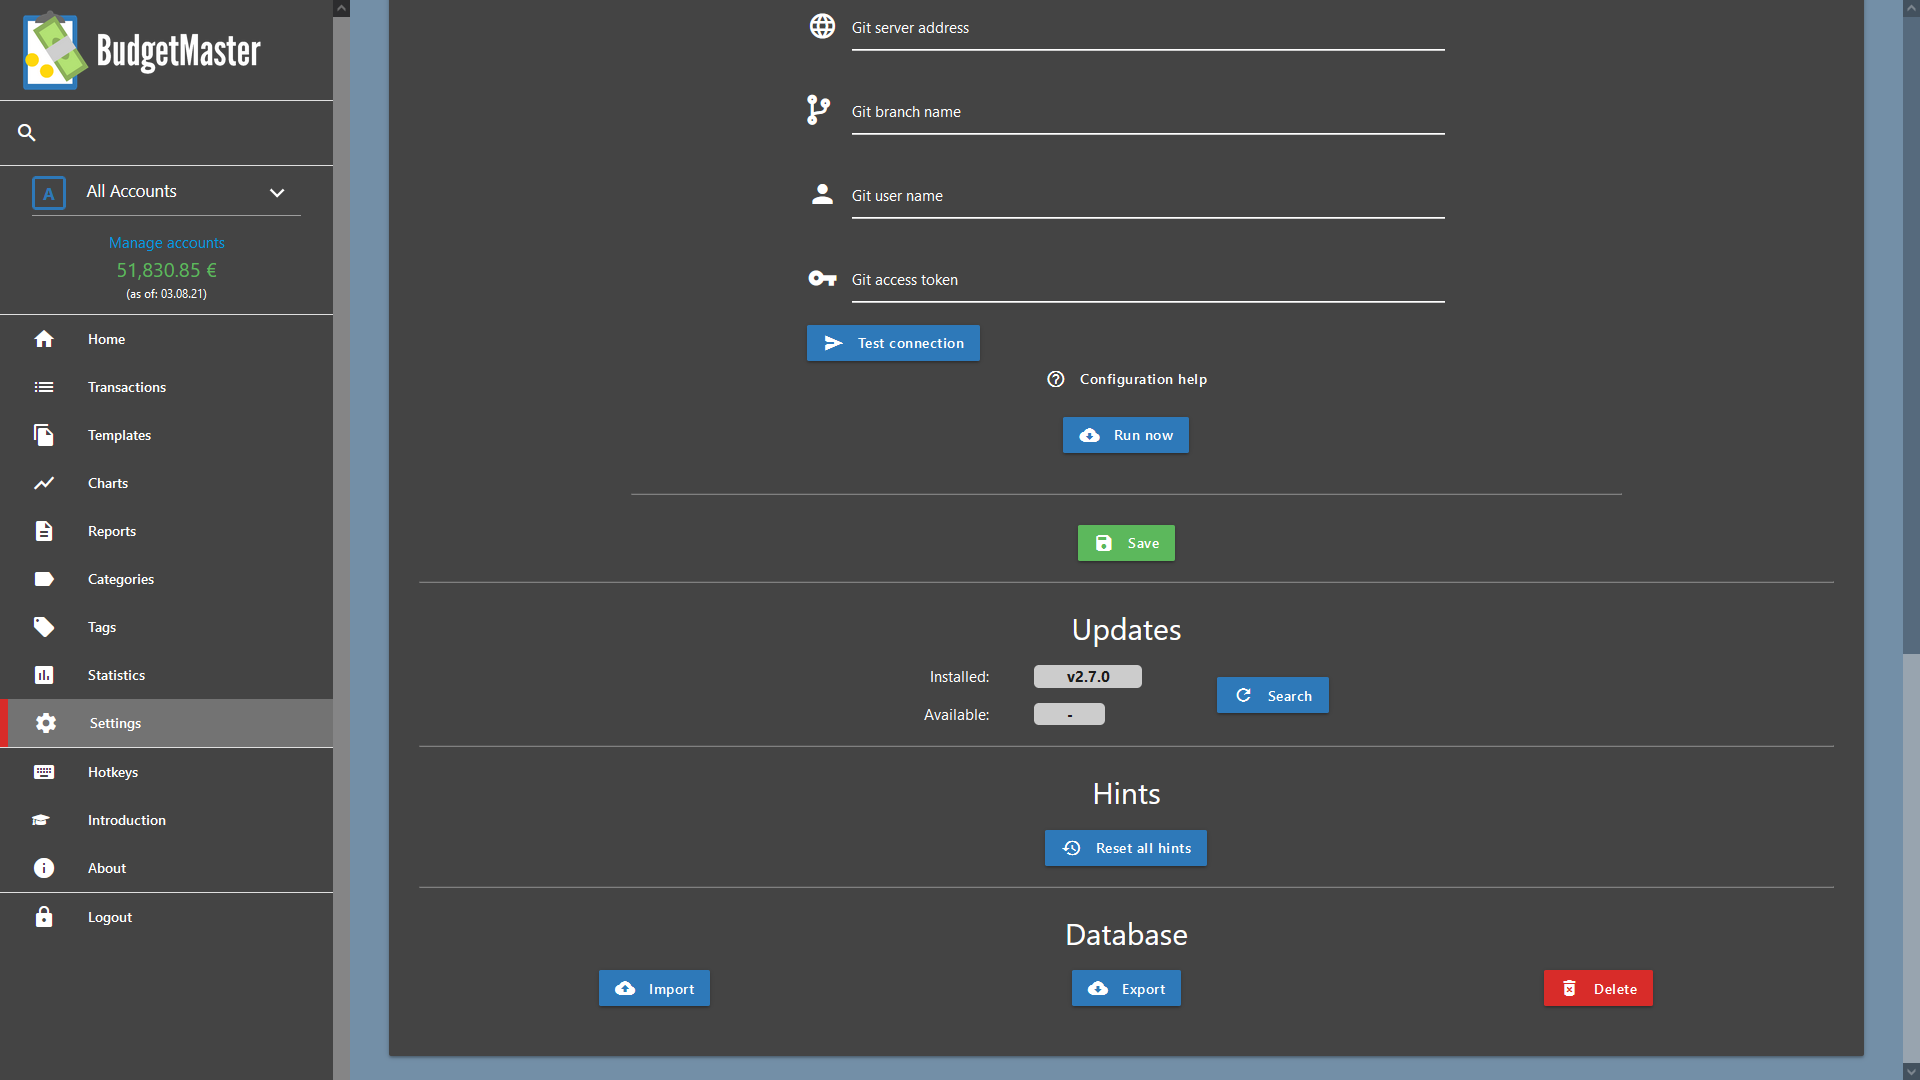 BudgetMaster
A
All Accounts
Manage accounts
51,830.85 €
(as of: 03.08.21)
Home
Transactions
Templates
Charts
Reports
Categories
Tags
Statistics
Settings
Hotkeys
Introduction
About
Logout
Git server address
Git branch name
Git user name
Git access token
Test connection
Configuration help
Run now
Save
Updates
Installed: v2.7.0
Search
Available: -
Hints
Reset all hints
Database
Import Export Delete